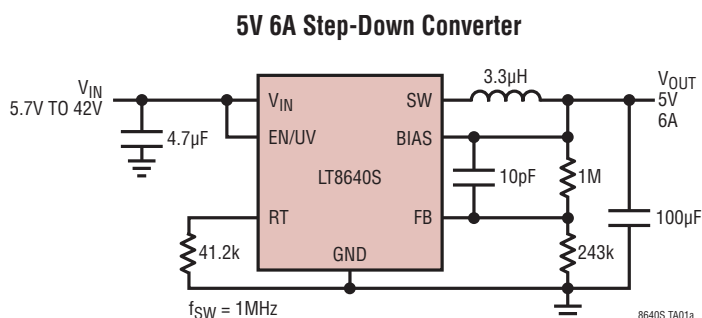 5V 6A Step-Down Converter
VIN
5.7V TO 42V
4.7µF
VIN
EN/UV
RT
SW
BIAS
FB
LT8640S
GND
3.3µH
VOUT
5V
6A
10pF
1M
100µF
41.2k
243k
fSW = 1MHz
8640S TA01a